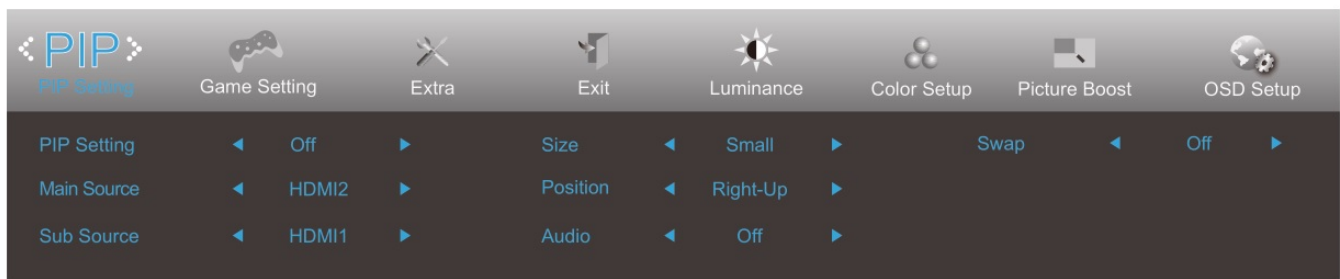 PIP
PIP Setting Game Setting Extra Exit Luminance Color Setup Picture Boost OSD Setup
PIP Setting Off Size Small Swap Off
Main Source HDMI2 Position Right-Up
Sub Source HDMI1 Audio Off